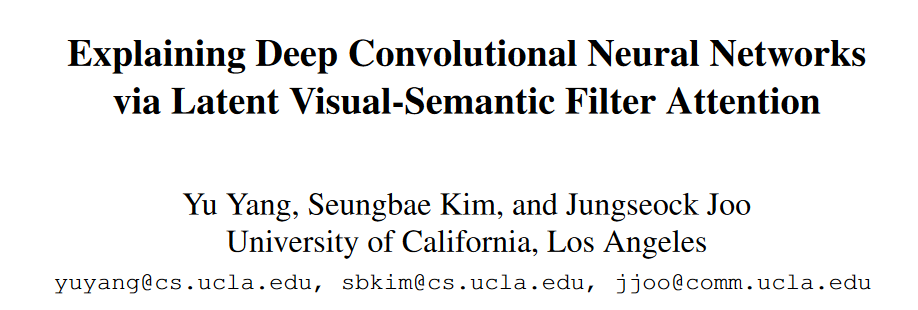 Explaining Deep Convolutional Neural Networks
via Latent Visual-Semantic Filter Attention
Yu Yang, Seungbae Kim, and Jungseock Joo
University of California, Los Angeles
yuyang@cs.ucla.edu, sbkim@cs.ucla.edu, jjoo@comm.ucla.edu